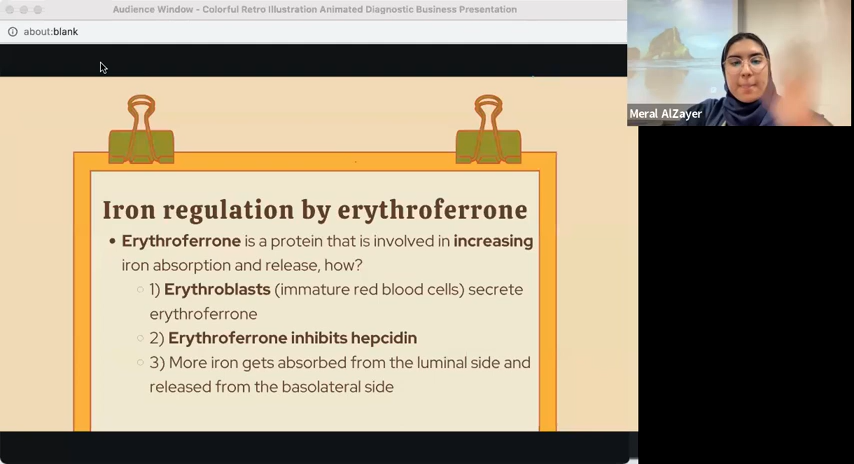 Audience Window - Colorful Retro Illustration Animated Diagnostic Business Presentation
about:blank
Meral AlZayer
Iron regulation by erythroferrone
• Erythroferrone is a protein that is involved in increasing
iron absorption and release, how?
○ 1) Erythroblasts (immature red blood cells) secrete
erythroferrone
○ 2) Erythroferrone inhibits hepcidin
○ 3) More iron gets absorbed from the luminal side and
released from the basolateral side